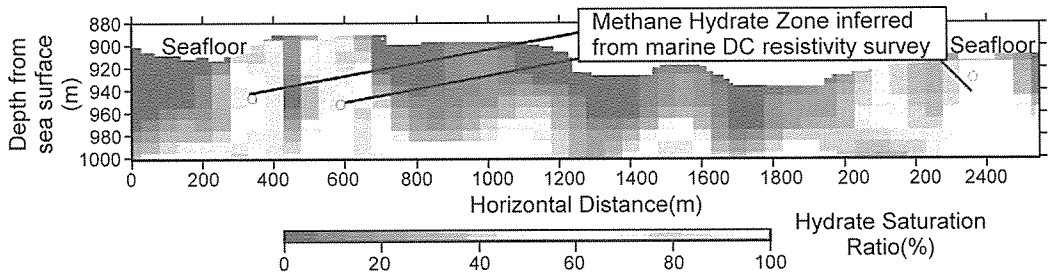 880
900
920
940
960
980
1000
Depth from
sea surface
(m)
Seafloor
Methane Hydrate Zone inferred
from marine DC resistivity survey
Seafloor
0 200 400 600 800 1000 1200 1400 1600 1800 200 200 2400
Horizontal Distance(m)
0 20 40 60 80 100
Hydrate Saturation
Ratio(%)